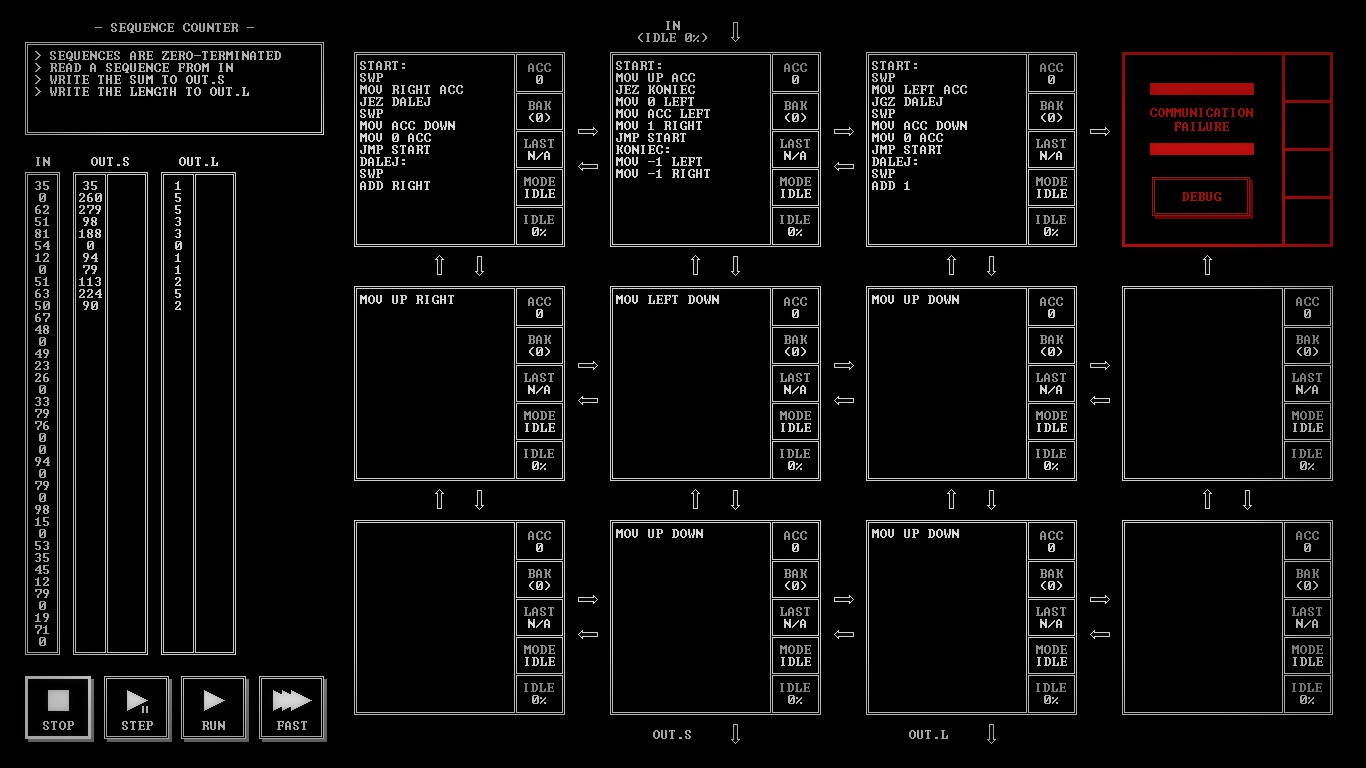 - SEQUENCE COUNTER -
> SEQUENCES ARE ZERO-TERMINATED
> READ A SEQUENCE FROM IN
> WRITE THE SUM TO OUT.S
> WRITE THE LENGTH TO OUT.L
IN OUT.S OUT.L
35 35 1
0 260 5
62 279 5
51 98 3
81 188 3
54 0 0
12 94 1
0 79 1
51 113 2
63 224 5
50 90 2
67
48
0
49
23
26
0
33
79
76
0
0
94
0
79
0
98
15
0
53
35
45
12
79
0
19
71
0
STOP
STEP
RUN
FAST
IN
(IDLE 0%)
START:
SWP
MOV RIGHT ACC
JEZ DALEJ
SWP
MOV ACC DOWN
MOV 0 ACC
JMP START
DALEJ:
SWP
ADD RIGHT
ACC
0
BAK
(0)
LAST
N/A
MODE
IDLE
IDLE
0%
START:
MOV UP ACC
JEZ KONIEC
MOV 0 LEFT
MOV ACC LEFT
MOV 1 RIGHT
JMP START
KONIEC:
MOV -1 LEFT
MOV -1 RIGHT
ACC
0
BAK
(0)
LAST
N/A
MODE
IDLE
IDLE
0%
START:
SWP
MOV LEFT ACC
JGZ DALEJ
SWP
MOV ACC DOWN
MOV 0 ACC
JMP START
DALEJ:
SWP
ADD 1
ACC
0
BAK
(0)
LAST
N/A
MODE
IDLE
IDLE
0%
COMMUNICATION
FAILURE
DEBUG
MOV UP RIGHT
ACC
0
BAK
(0)
LAST
N/A
MODE
IDLE
IDLE
0%
MOV LEFT DOWN
ACC
0
BAK
(0)
LAST
N/A
MODE
IDLE
IDLE
0%
MOV UP DOWN
ACC
0
BAK
(0)
LAST
N/A
MODE
IDLE
IDLE
0%
ACC
0
BAK
(0)
LAST
N/A
MODE
IDLE
IDLE
0%
ACC
0
BAK
(0)
LAST
N/A
MODE
IDLE
IDLE
0%
MOV UP DOWN
ACC
0
BAK
(0)
LAST
N/A
MODE
IDLE
IDLE
0%
MOV UP DOWN
ACC
0
BAK
(0)
LAST
N/A
MODE
IDLE
IDLE
0%
ACC
0
BAK
(0)
LAST
N/A
MODE
IDLE
IDLE
0%
OUT.S
OUT.L